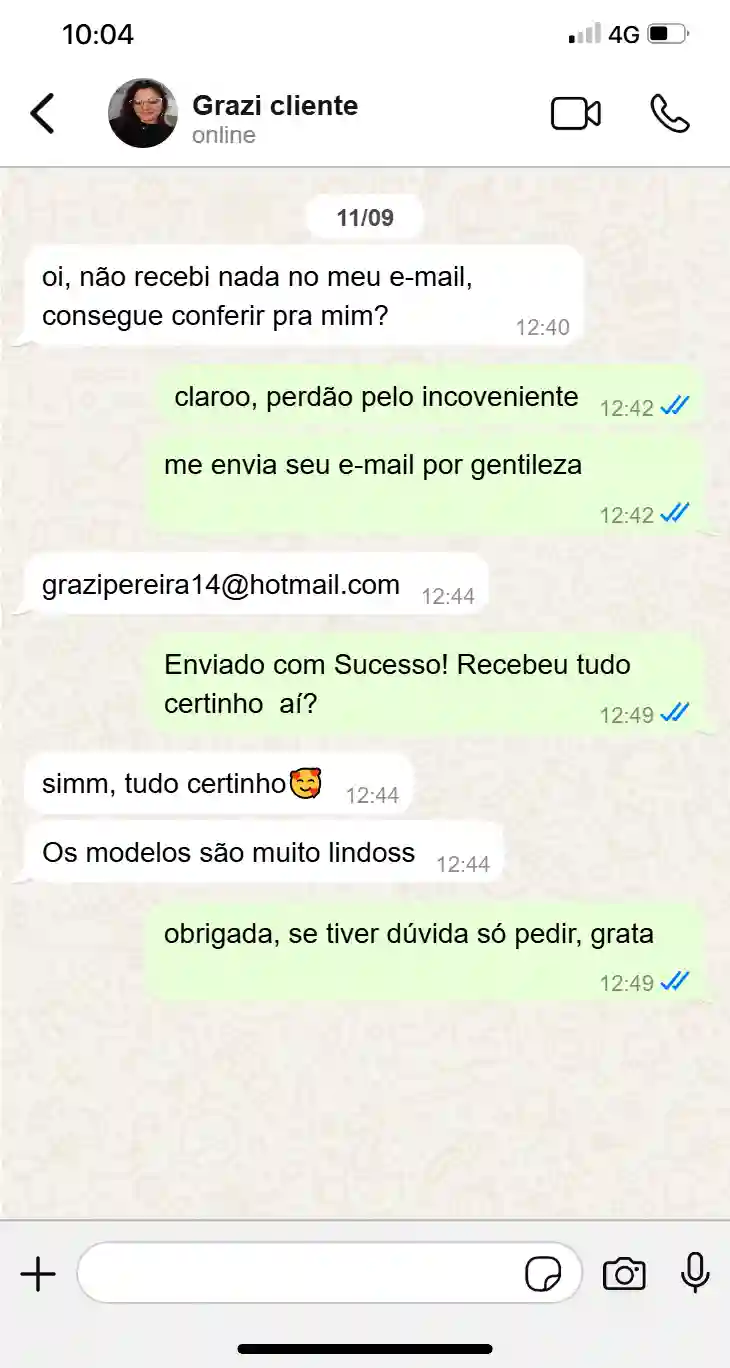 10:04
4G
Grazi cliente
online
11/09
oi, não recebi nada no meu e-mail,
consegue conferir pra mim?
12:40
claroo, perdão pelo incoveniente
12:42
me envia seu e-mail por gentileza
12:42
grazipereira14@hotmail.com
12:44
Enviado com Sucesso! Recebeu tudo
certinho  aí?
12:49
simm, tudo certinho🥰
12:44
Os modelos são muito lindoss
12:44
obrigada, se tiver dúvida só pedir, grata
12:49